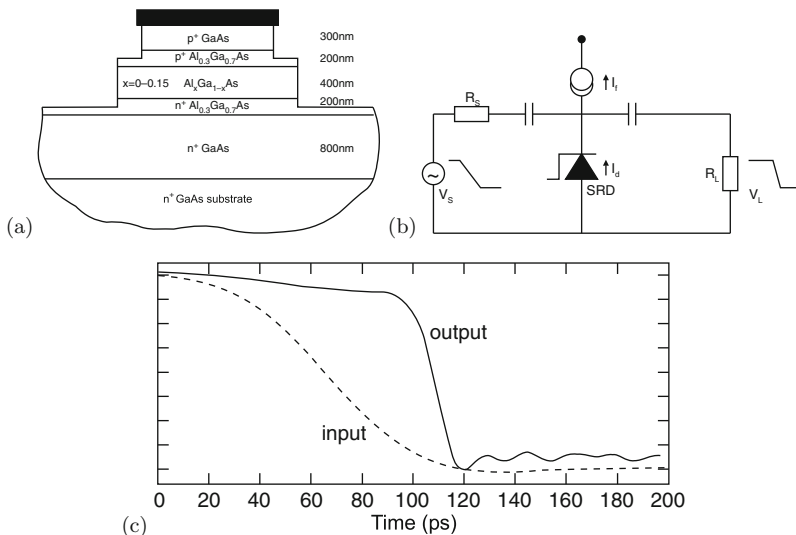 p⁺ GaAs 300nm
p⁺ Al0.3Ga0.7As 200nm
x=0–0.15 AlxGa1−xAs 400nm
n⁺ Al0.3Ga0.7As 200nm
n⁺ GaAs 800nm
n⁺ GaAs substrate
(a)
If
RS
Id
SRD
~
VS
RL
VL
(b)
output
input
0 20 40 60 80 100 120 140 160 180 200
Time (ps)
(c)